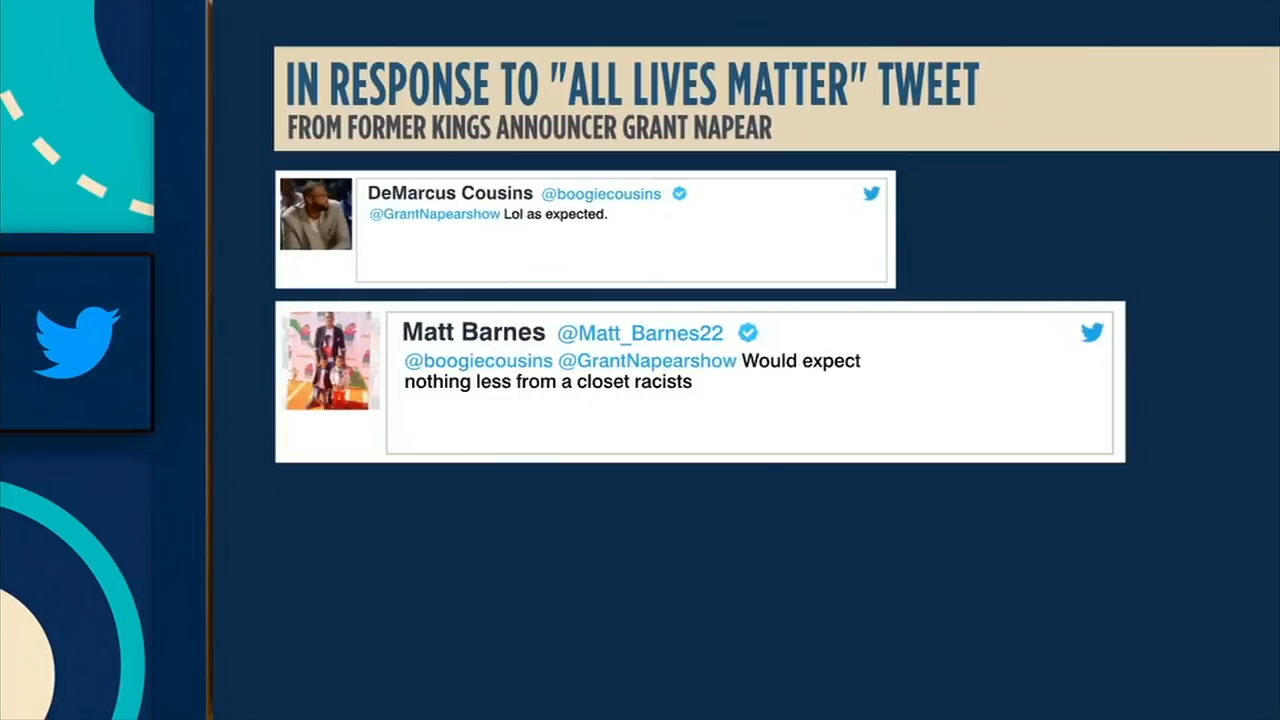 IN RESPONSE TO "ALL LIVES MATTER" TWEET
FROM FORMER KINGS ANNOUNCER GRANT NAPEAR
DeMarcus Cousins @boogiecousins
@GrantNapearshow Lol as expected.
Matt Barnes @Matt_Barnes22
@boogiecousins @GrantNapearshow Would expect
nothing less from a closet racists